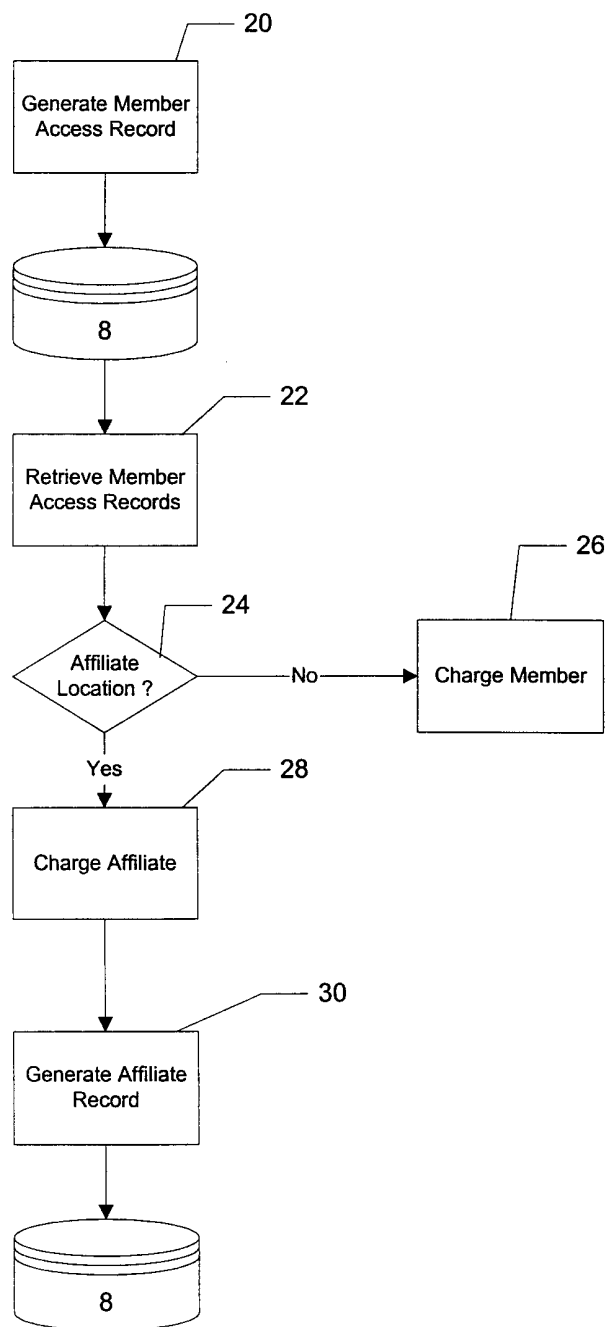 20
Generate Member
Access Record
8
22
Retrieve Member
Access Records
24
26
Affiliate
Location ?
No
Charge Member
Yes
28
Charge Affiliate
30
Generate Affiliate
Record
8